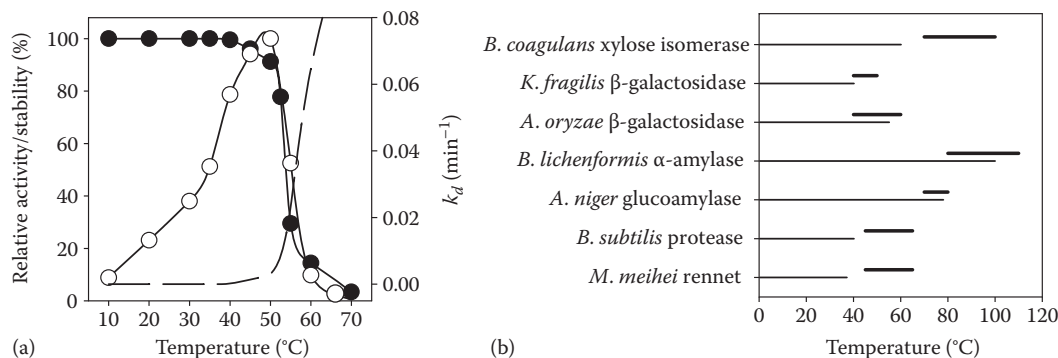 100
80
60
40
20
0
Relative activity/stability (%)
0.08
0.06
0.04
0.02
0.00
k_d (min⁻¹)
10 20 30 40 50 60 70
(a) Temperature (°C)
B. coagulans xylose isomerase
K. fragilis β-galactosidase
A. oryzae β-galactosidase
B. lichenformis α-amylase
A. niger glucoamylase
B. subtilis protease
M. meihei rennet
0 20 40 60 80 100 120
(b) Temperature (°C)